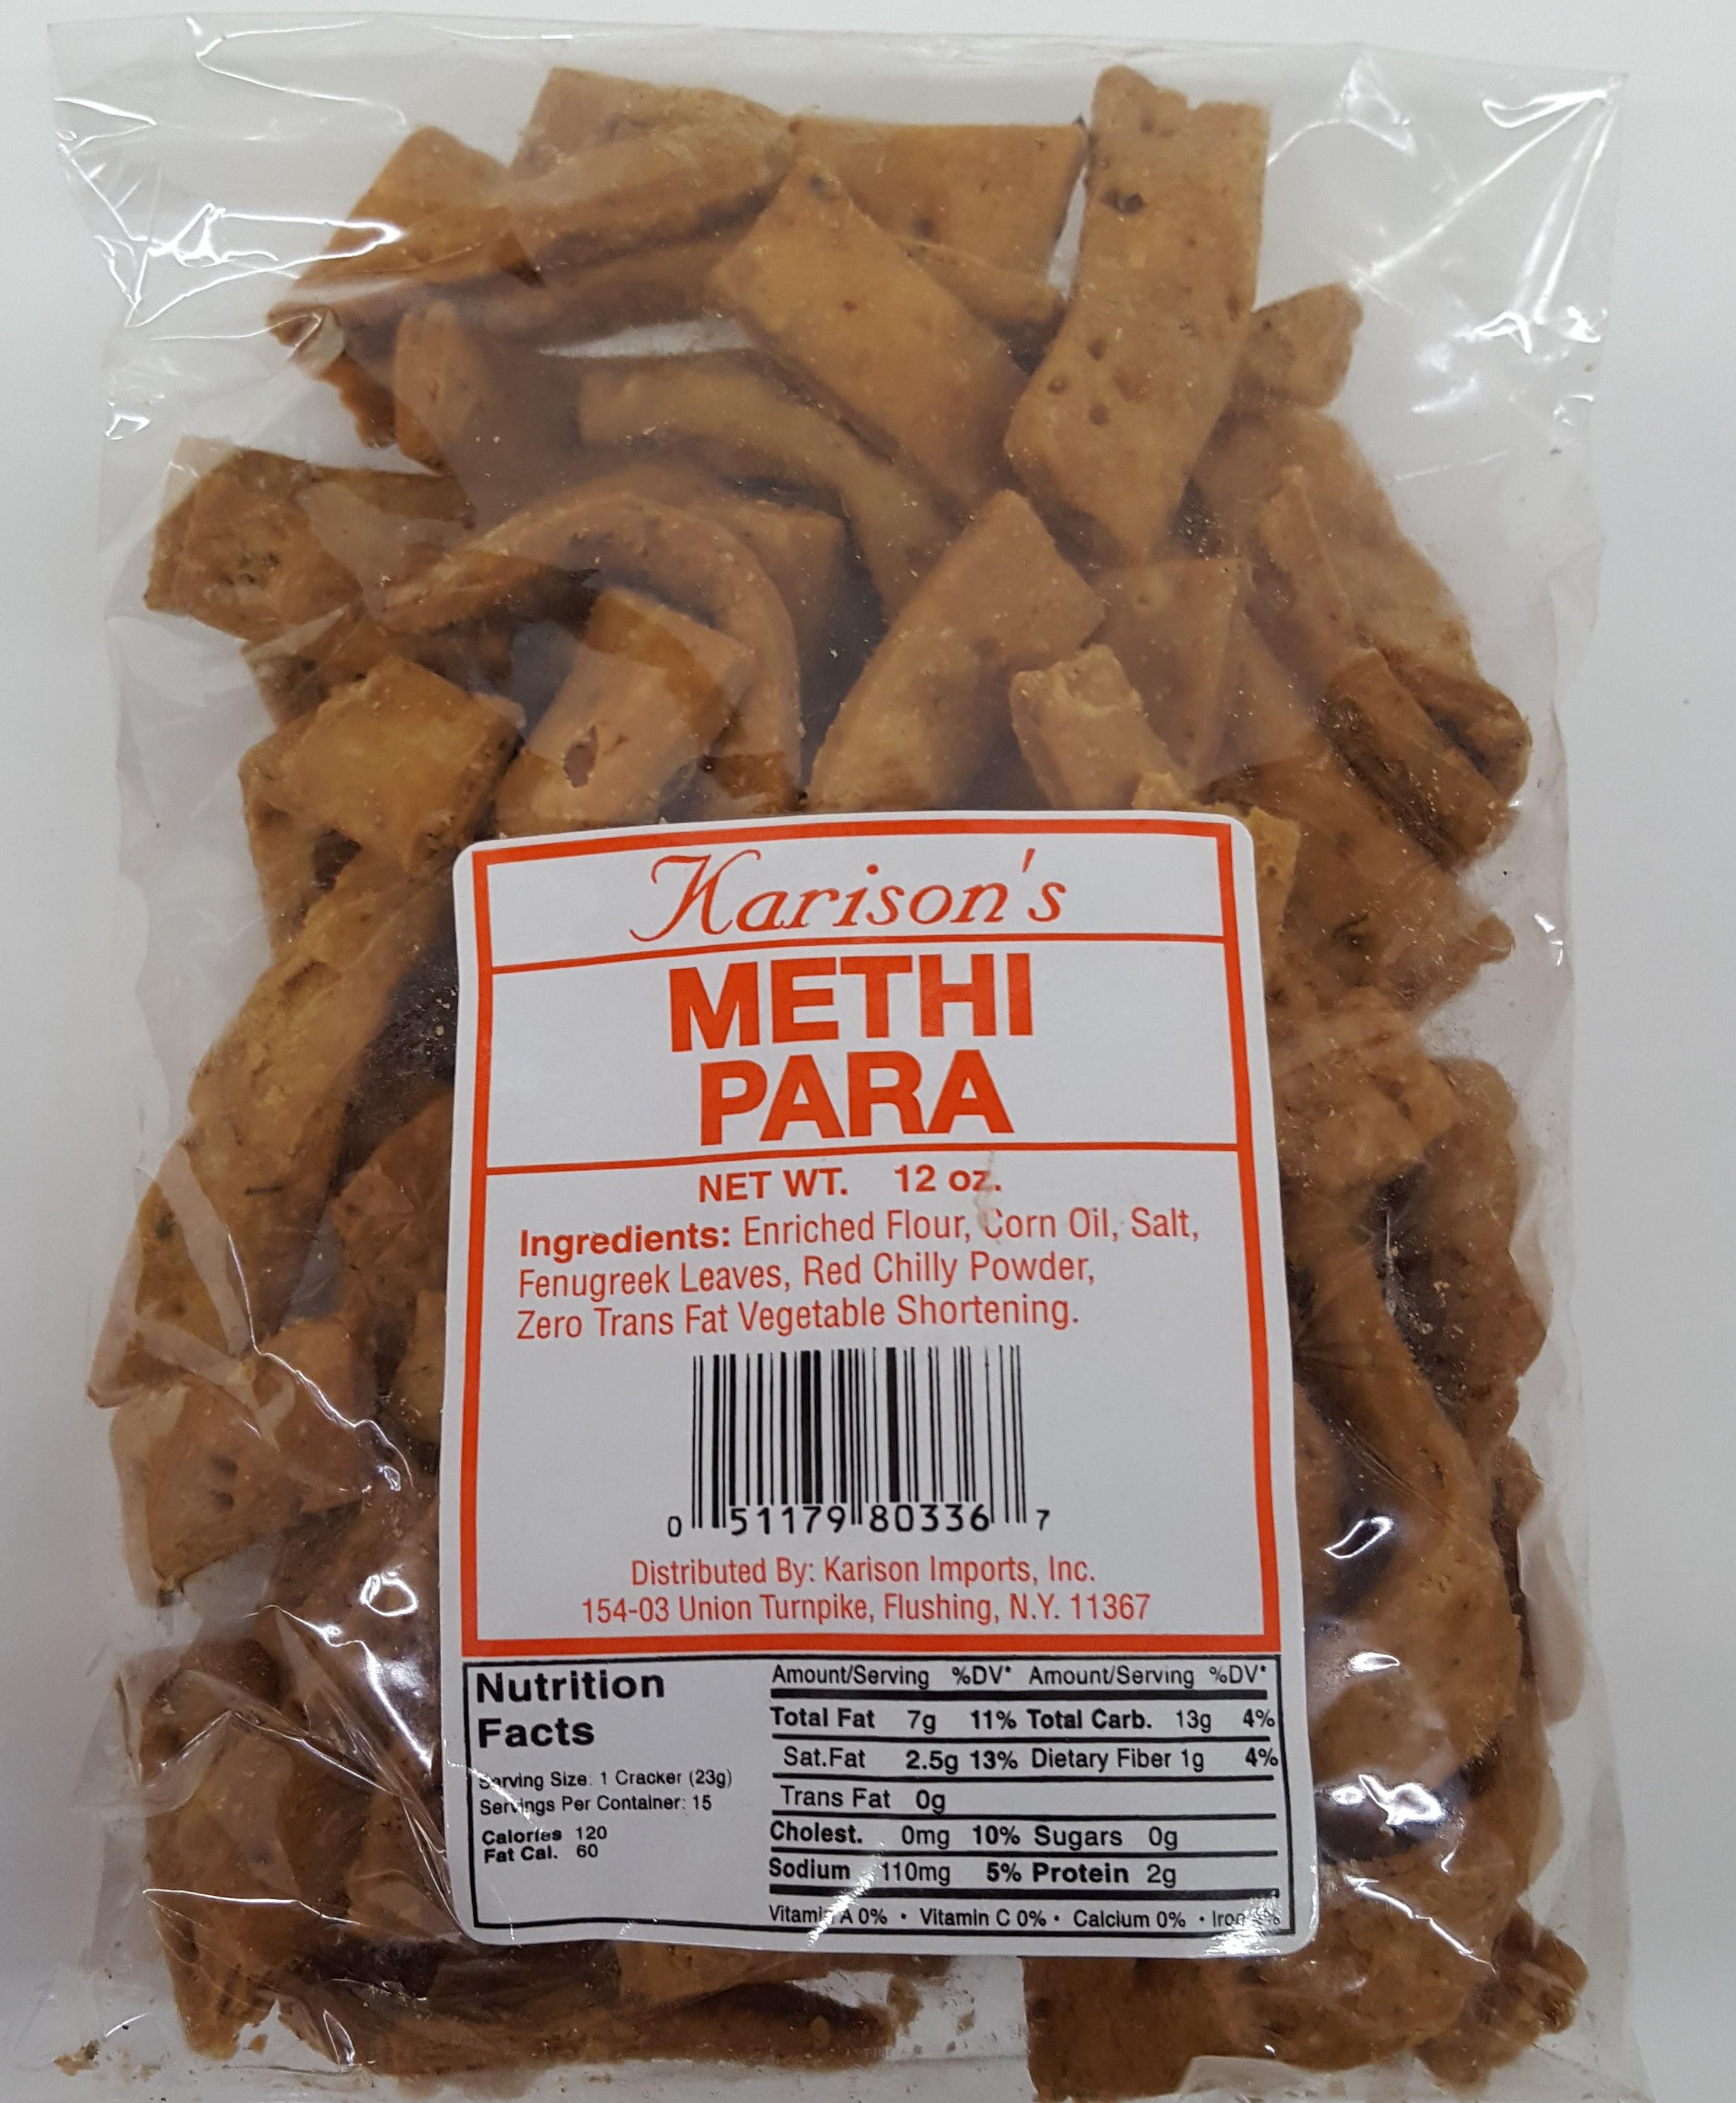 Karison's
METHI
PARA
NET WT. 12 oz.
Ingredients: Enriched Flour, Corn Oil, Salt,
Fenugreek Leaves, Red Chilly Powder,
Zero Trans Fat Vegetable Shortening.
0 51179 80336 7
Distributed By: Karison Imports, Inc.
154-03 Union Turnpike, Flushing, N.Y. 11367
Nutrition
Facts
Serving Size: 1 Cracker (23g)
Servings Per Container: 15
Calories 120
Fat Cal. 60
Amount/Serving %DV* Amount/Serving %DV*
Total Fat 7g 11% Total Carb. 13g 4%
Sat.Fat 2.5g 13% Dietary Fiber 1g 4%
Trans Fat 0g
Cholest. 0mg 10% Sugars 0g
Sodium 110mg 5% Protein 2g
Vitamin A 0% • Vitamin C 0% • Calcium 0% • Iron